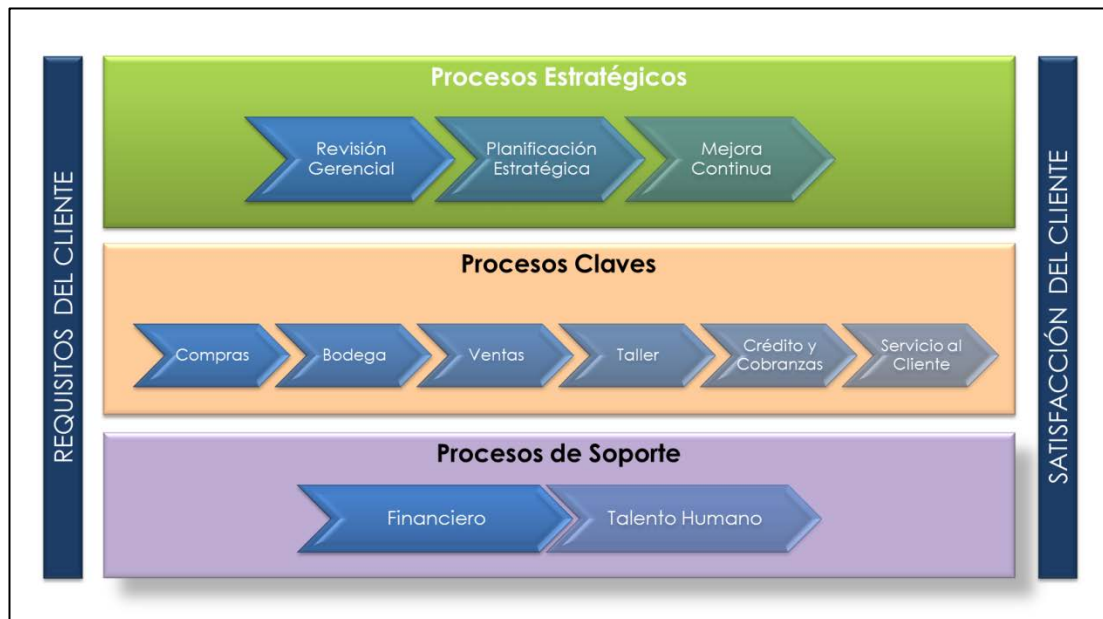 REQUISITOS DEL CLIENTE
Procesos Estratégicos
Revisión
Gerencial
Planificación
Estratégica
Mejora
Continua
Procesos Claves
Compras
Bodega
Ventas
Taller
Crédito y
Cobranzas
Servicio al
Cliente
Procesos de Soporte
Financiero
Talento Humano
SATISFACCIÓN DEL CLIENTE